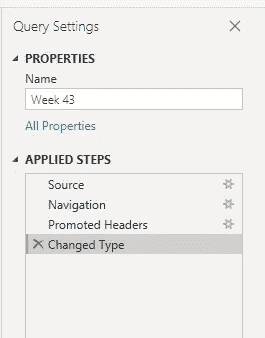 Query Settings
PROPERTIES
Name
Week 43
All Properties
APPLIED STEPS
Source
Navigation
Promoted Headers
Changed Type